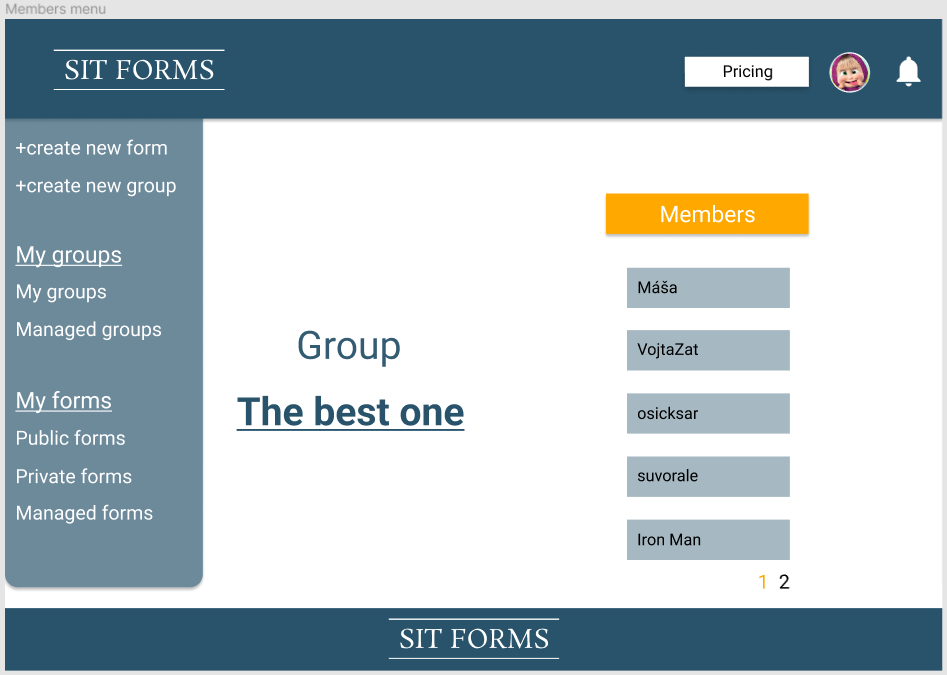 Members menu
SIT FORMS
Pricing
+create new form
+create new group
My groups
My groups
Managed groups
My forms
Public forms
Private forms
Managed forms
Group
The best one
Members
Máša
VojtaZat
osicksar
suvorale
Iron Man
1 2
SIT FORMS